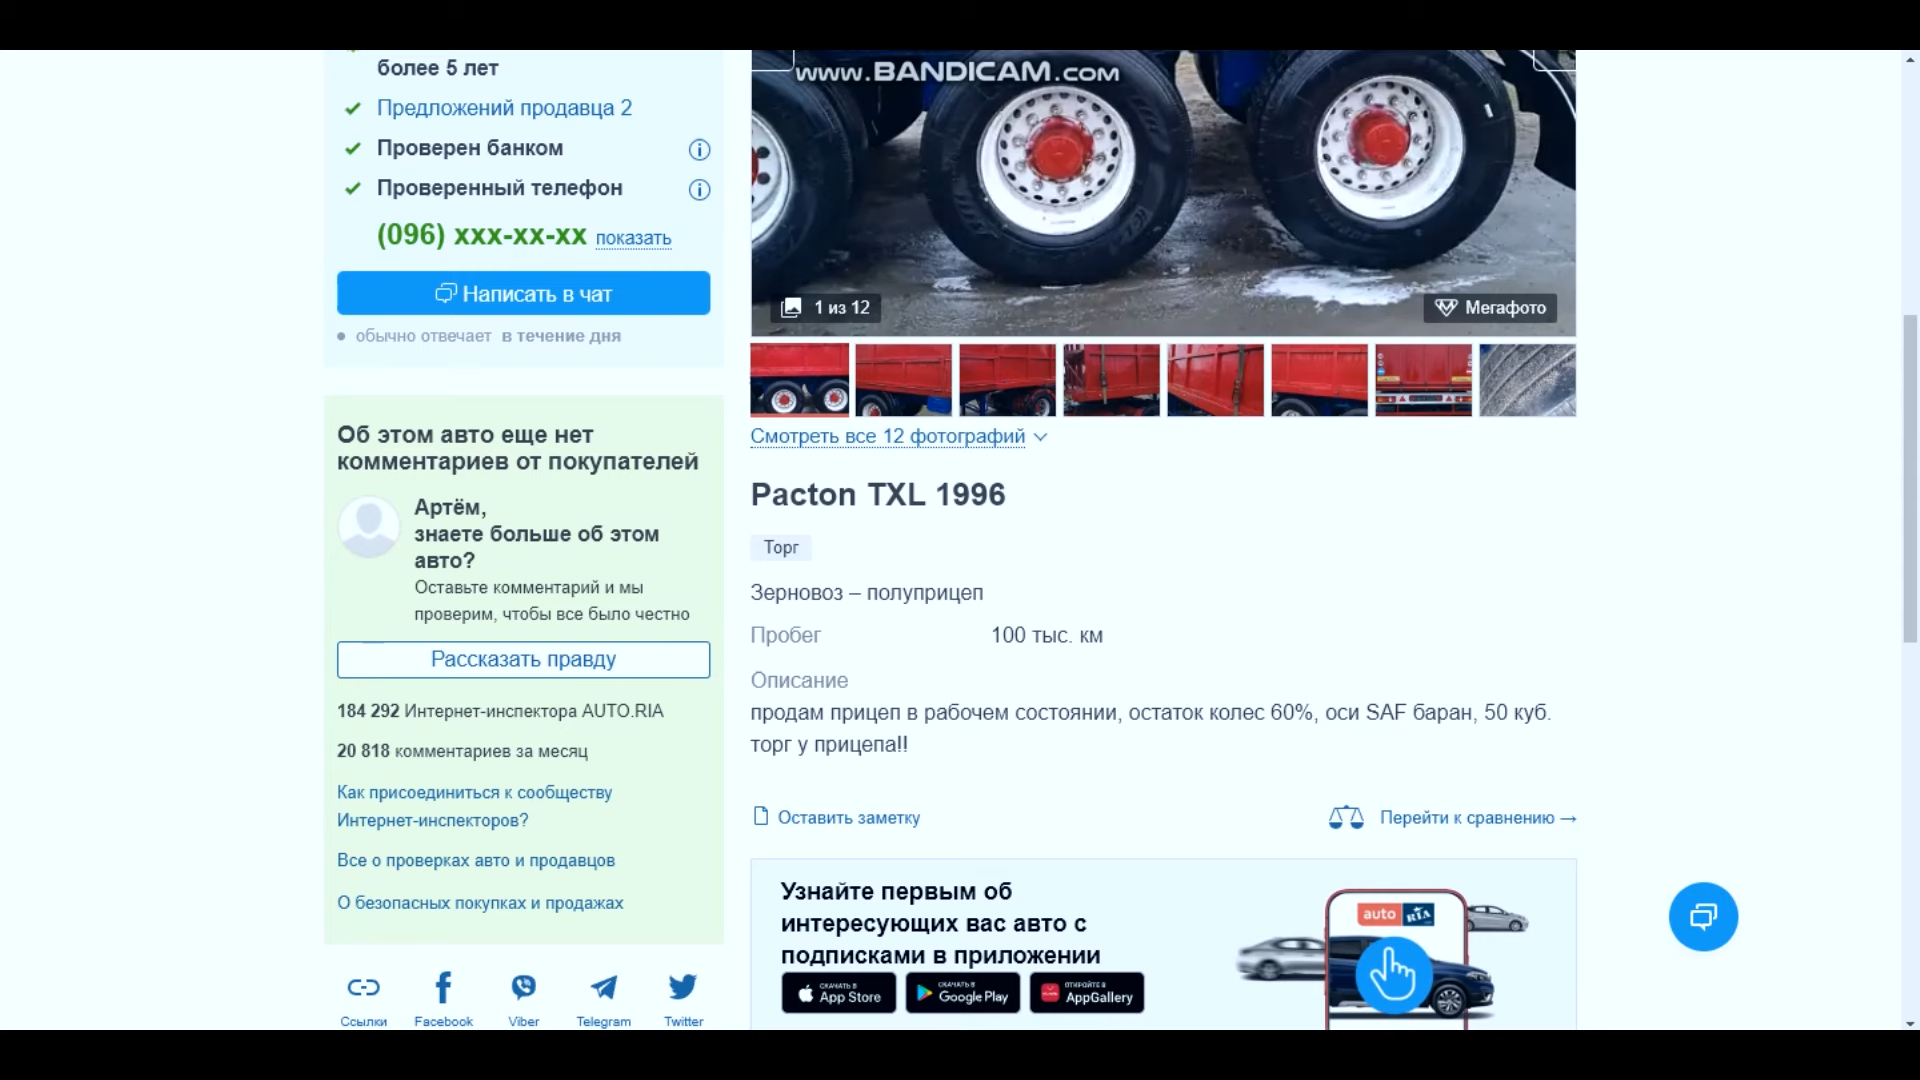 более 5 лет
Предложений продавца 2
Проверен банком
Проверенный телефон
(096) xxx-xx-xx показать
Написать в чат
обычно отвечает в течение дня
Об этом авто еще нет
комментариев от покупателей
Артём,
знаете больше об этом
авто?
Оставьте комментарий и мы
проверим, чтобы все было честно
Рассказать правду
184 292 Интернет-инспектора AUTO.RIA
20 818 комментариев за месяц
Как присоединиться к сообществу
Интернет-инспекторов?
Все о проверках авто и продавцов
О безопасных покупках и продажах
Ссылки Facebook Viber Telegram Twitter
www.BANDICAM.com
1 из 12
Мегафото
Смотреть все 12 фотографий
Pacton TXL 1996
Торг
Зерновоз – полуприцеп
Пробег 100 тыс. км
Описание
продам прицеп в рабочем состоянии, остаток колес 60%, оси SAF баран, 50 куб.
торг у прицепа!!
Оставить заметку
Перейти к сравнению →
Узнайте первым об
интересующих вас авто с
подписками в приложении
СКАЧАТЬ В
App Store
СКАЧАТЬ В
Google Play
ОТКРОЙТЕ В
AppGallery
auto RIA